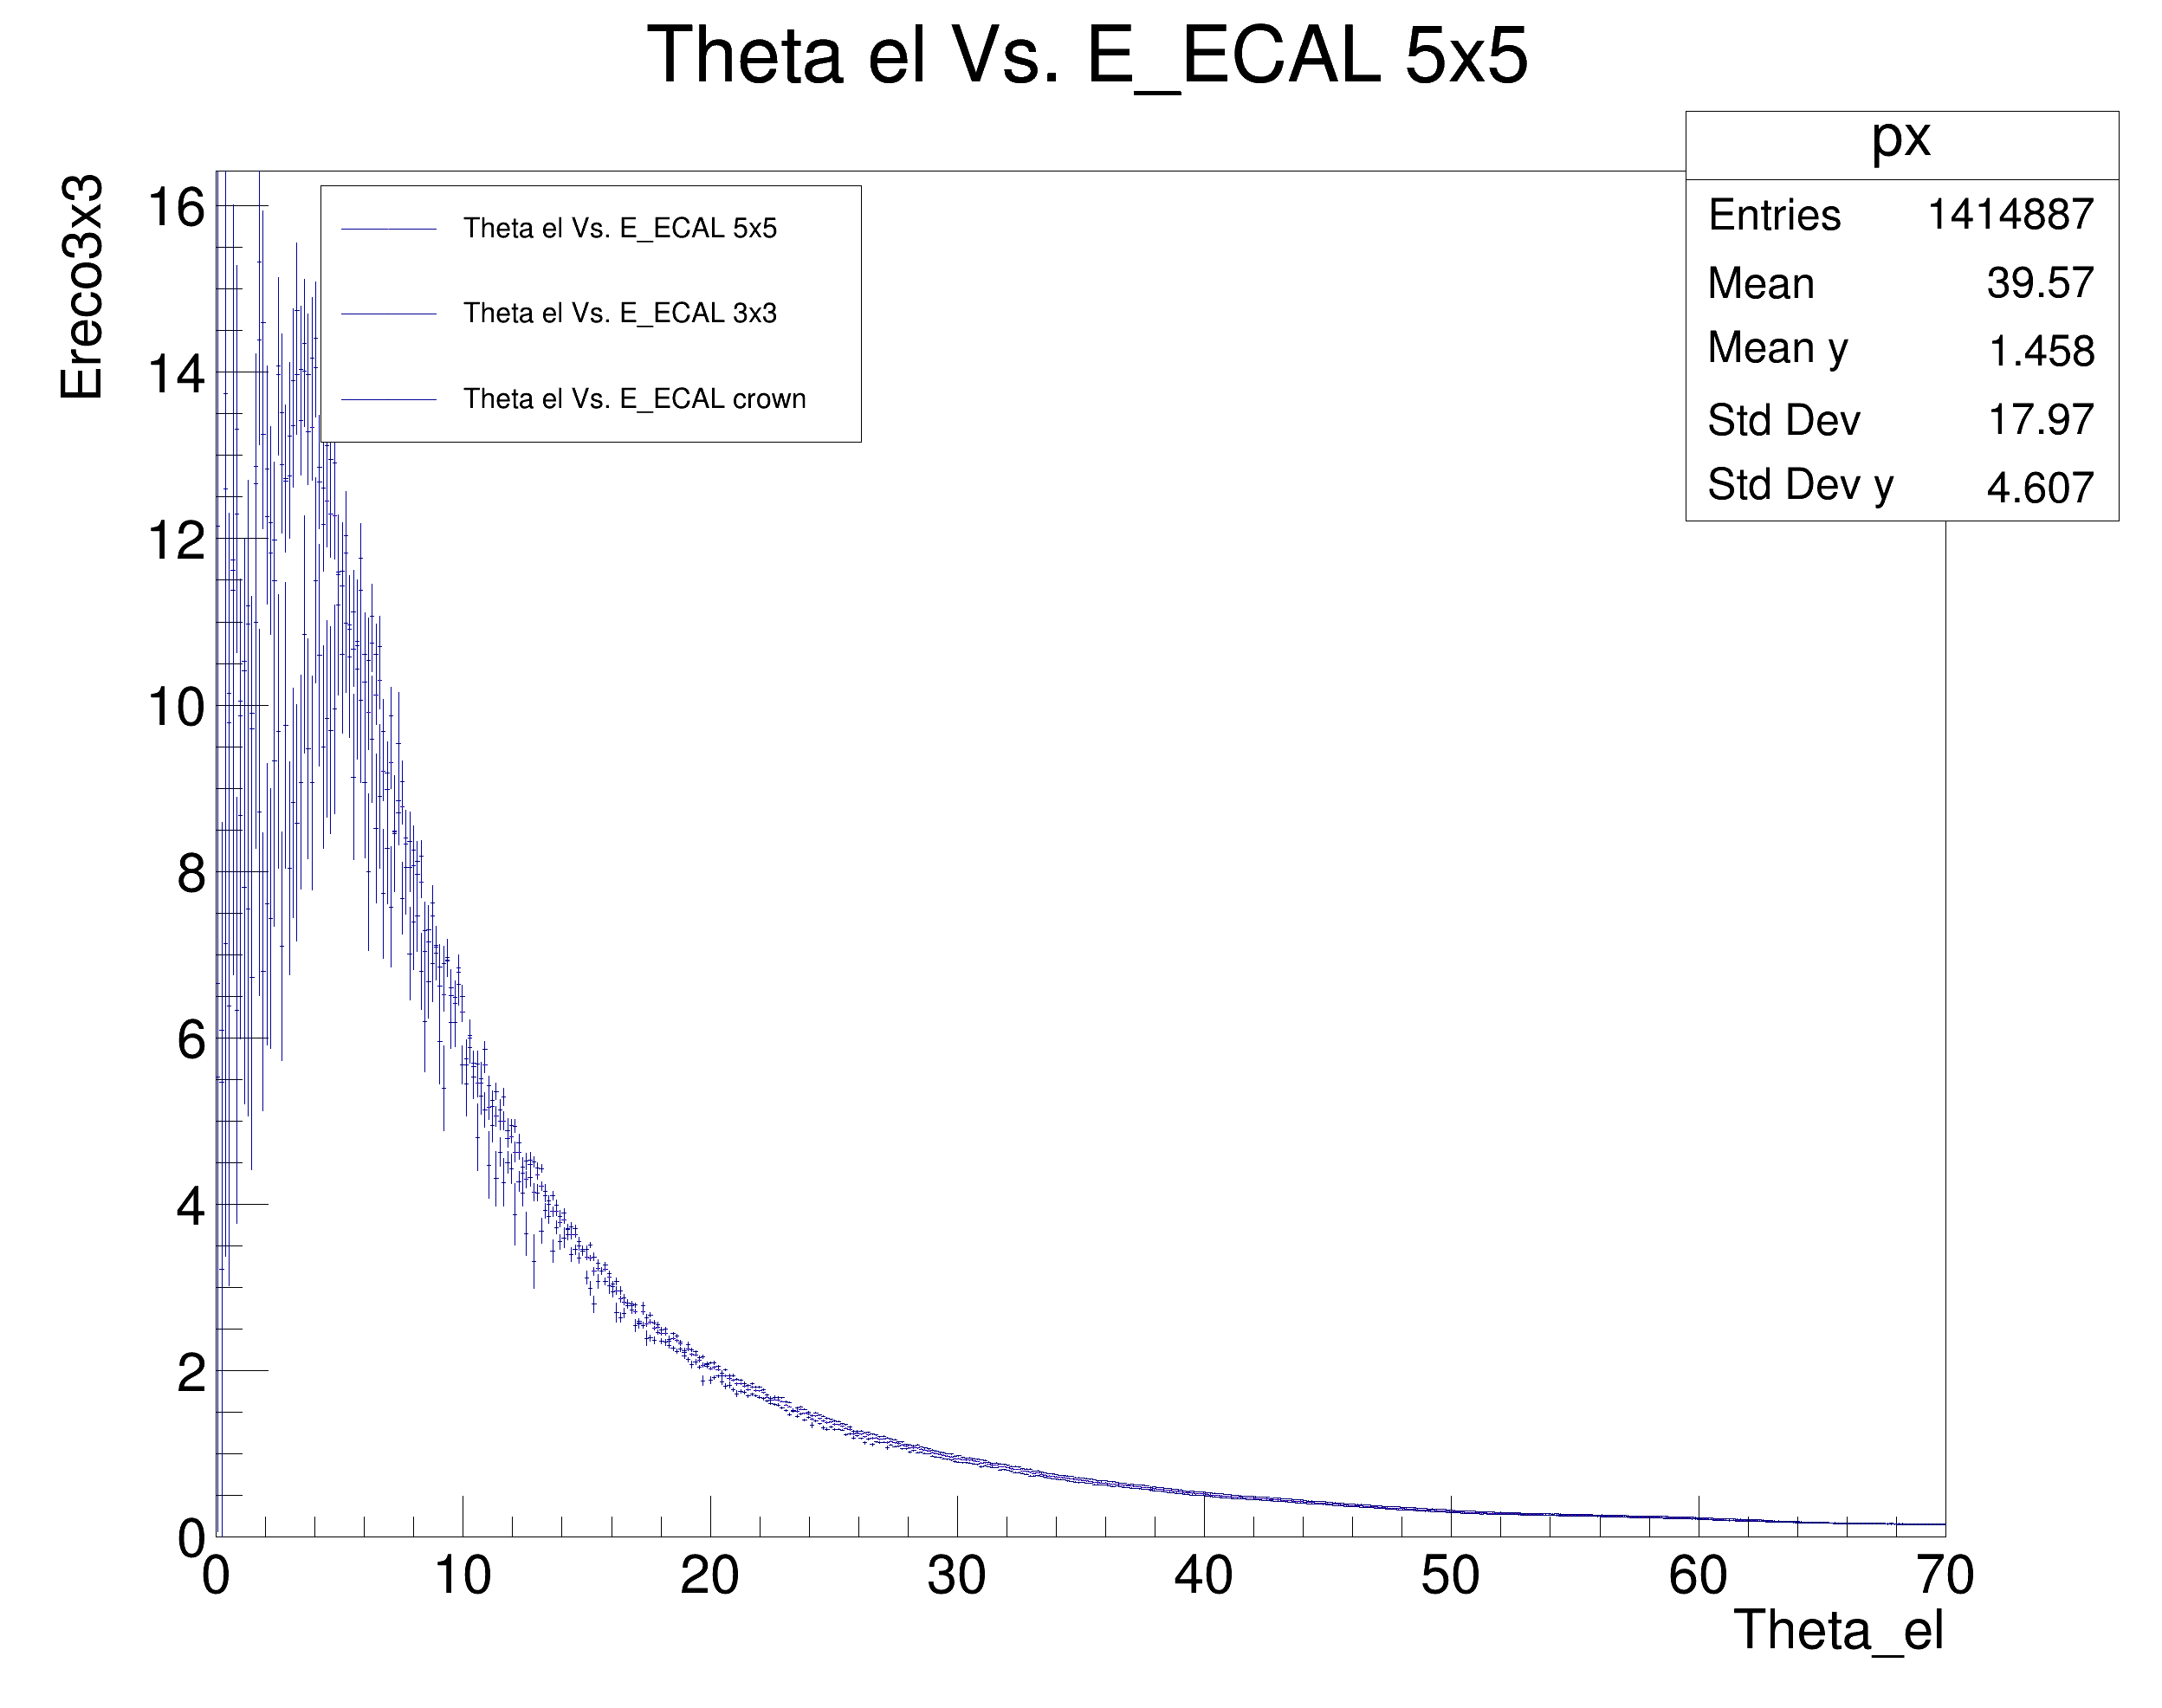 Theta el Vs. E_ECAL 5x5
px
Entries 1414887
Mean 39.57
Mean y 1.458
Std Dev 17.97
Std Dev y 4.607
Ereco3x3
Theta el Vs. E_ECAL 5x5
Theta el Vs. E_ECAL 3x3
Theta el Vs. E_ECAL crown
16
14
12
10
8
6
4
2
0
0 10 20 30 40 50 60 70
Theta_el